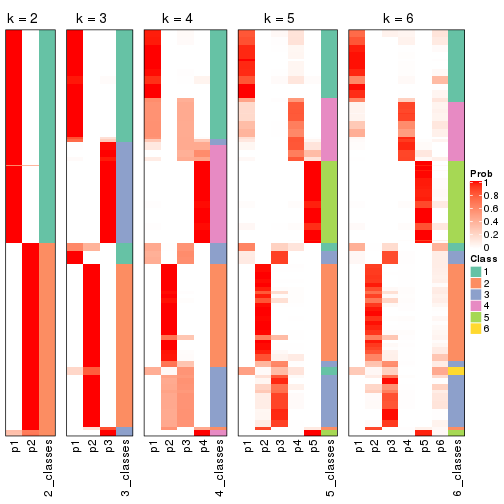 k = 2
k = 3
k = 4
k = 5
k = 6
p1
p2
2_classes
p1
p2
p3
3_classes
p1
p2
p3
p4
4_classes
p1
p2
p3
p4
p5
5_classes
p1
p2
p3
p4
p5
p6
6_classes
Prob
1
0.8
0.6
0.4
0.2
0
Class
1
2
3
4
5
6